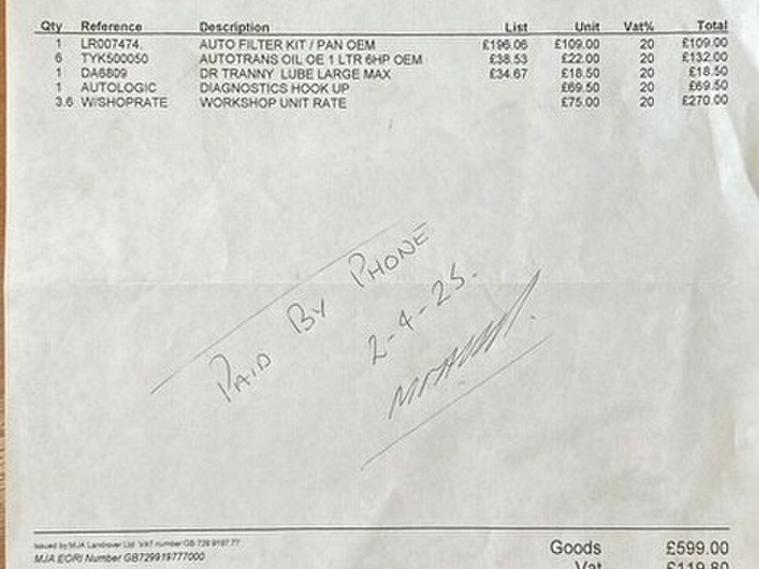 Qty Reference Description List Unit Vat% Total
1 LR007474. AUTO FILTER KIT / PAN OEM £196.06 £109.00 20 £109.00
6 TYK500050 AUTOTRANS OIL OE 1 LTR 6HP OEM £38.53 £22.00 20 £132.00
1 DA6809 DR TRANNY LUBE LARGE MAX £34.67 £18.50 20 £18.50
1 AUTOLOGIC DIAGNOSTICS HOOK UP £69.50 20 £69.50
3.6 W/SHOPRATE WORKSHOP UNIT RATE £75.00 20 £270.00
PAID BY PHONE
2-4-25.
Issued by MJA Landrover Ltd VAT number:GB 729 9197 77
MJA EORI Number GB729919777000
Goods £599.00
Vat £119.80